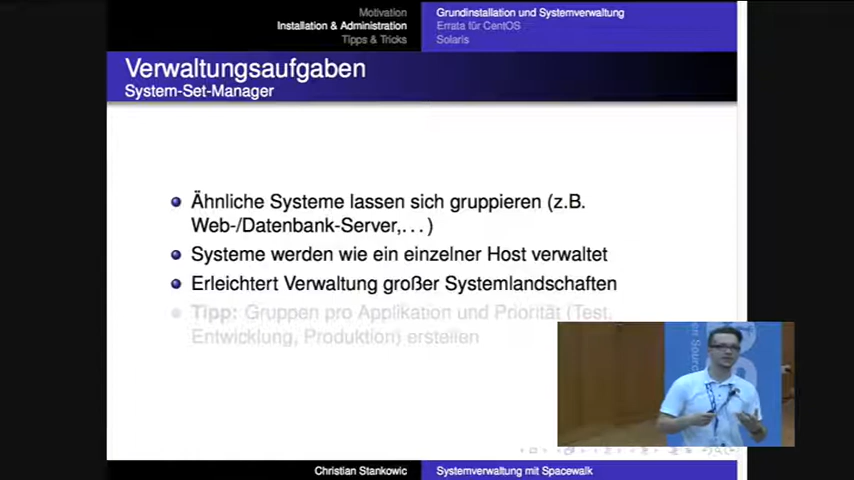 Motivation
Installation & Administration
Tipps & Tricks
Grundinstallation und Systemverwaltung
Errata für CentOS
Solaris
Verwaltungsaufgaben
System-Set-Manager
Ähnliche Systeme lassen sich gruppieren (z.B.
Web-/Datenbank-Server,...)
Systeme werden wie ein einzelner Host verwaltet
Erleichtert Verwaltung großer Systemlandschaften
Tipp: Gruppen pro Applikation und Priorität (Test,
Entwicklung, Produktion) erstellen
Christian Stankowic
Systemverwaltung mit Spacewalk